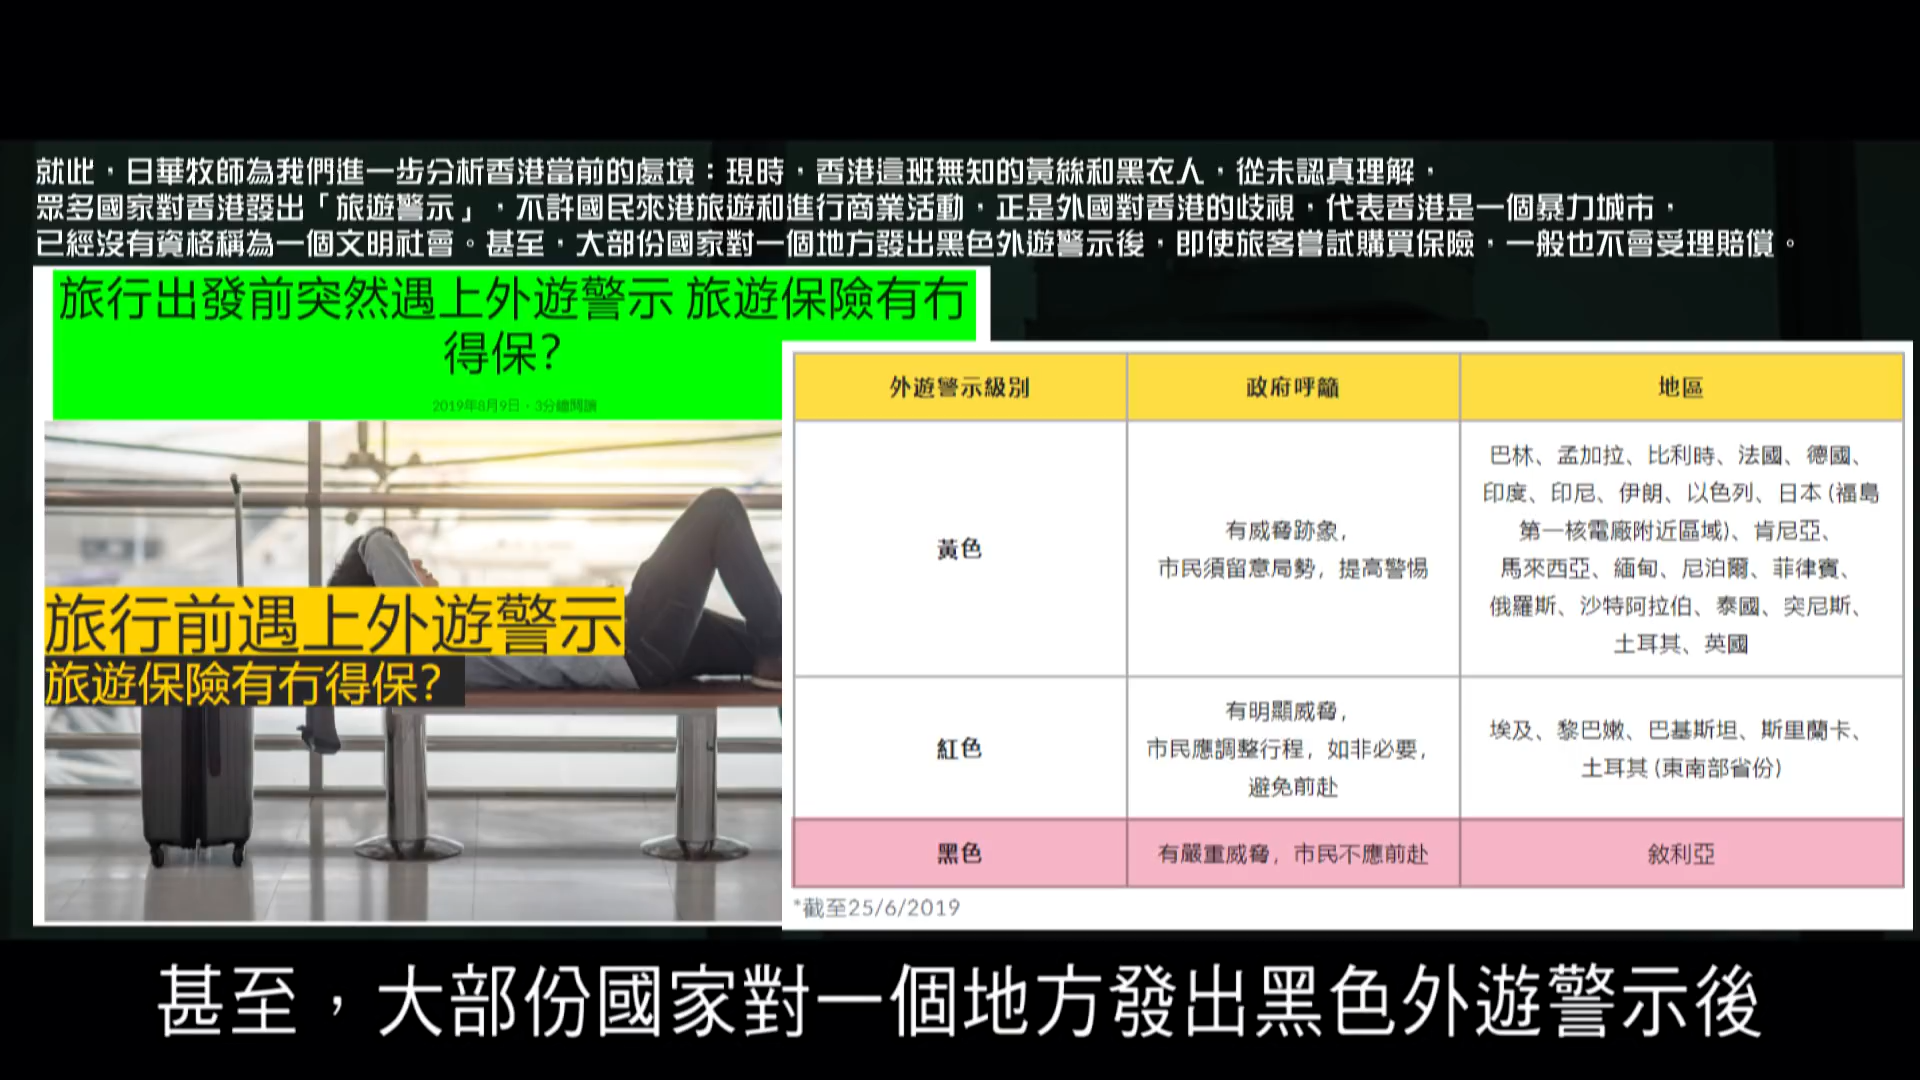 就此，日華牧師為我們進一步分析香港當前的處境：現時，香港這班無知的黃絲和黑衣人，從未認真理解，
眾多國家對香港發出「旅遊警示」，不許國民來港旅遊和進行商業活動，正是外國對香港的歧視，代表香港是一個暴力城市，
已經沒有資格稱為一個文明社會。甚至，大部份國家對一個地方發出黑色外遊警示後，即使旅客嘗試購買保險，一般也不會受理賠償。
旅行出發前突然遇上外遊警示 旅遊保險有冇
得保?
2019年8月9日・3分鐘閱讀
旅行前遇上外遊警示
旅遊保險有冇得保?
外遊警示級別 政府呼籲 地區
黃色
有威脅跡象，
市民須留意局勢，提高警惕
巴林、孟加拉、比利時、法國、德國、
印度、印尼、伊朗、以色列、日本 (福島
第一核電廠附近區域)、肯尼亞、
馬來西亞、緬甸、尼泊爾、菲律賓、
俄羅斯、沙特阿拉伯、泰國、突尼斯、
土耳其、英國
紅色
有明顯威脅，
市民應調整行程，如非必要，
避免前赴
埃及、黎巴嫩、巴基斯坦、斯里蘭卡、
土耳其 (東南部省份)
黑色 有嚴重威脅，市民不應前赴 敘利亞
*截至25/6/2019
甚至，大部份國家對一個地方發出黑色外遊警示後